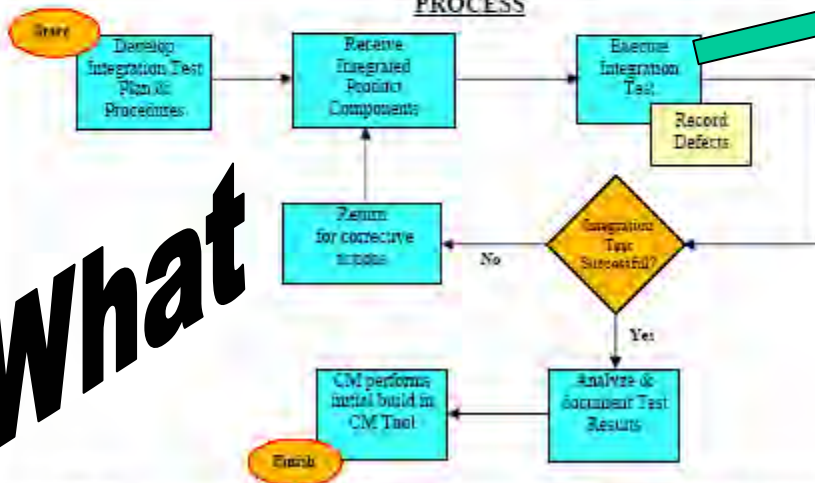 PROCESS
Start
Develop
Integration Test
Plan &
Procedures
Receive
Integrated
Product
Components
Execute
Integration
Test
Record
Defects
Return
for corrective
actions
No
Integration
Test
Successful?
Yes
What
CM performs
initial build in
CM Tool
Analyze &
document Test
Results
Finish